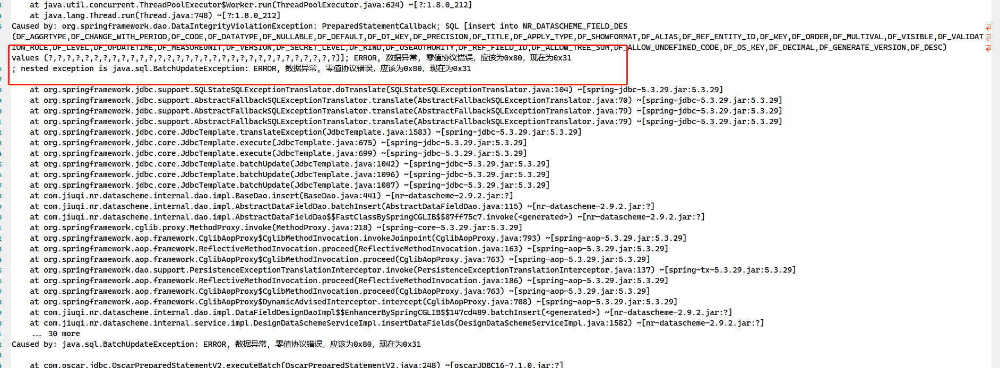 at java.util.concurrent.ThreadPoolExecutor$Worker.run(ThreadPoolExecutor.java:624) ~[?:1.8.0_212]
at java.lang.Thread.run(Thread.java:748) ~[?:1.8.0_212]
Caused by: org.springframework.dao.DataIntegrityViolationException: PreparedStatementCallback; SQL [insert into NR_DATASCHEME_FIELD_DES
(DF_AGGRTYPE,DF_CHANGE_WITH_PERIOD,DF_CODE,DF_DATATYPE,DF_NULLABLE,DF_DEFAULT,DF_DT_KEY,DF_PRECISION,DF_TITLE,DF_APPLY_TYPE,DF_SHOWFORMAT,DF_ALIAS,DF_REF_ENTITY_ID,DF_KEY,DF_ORDER,DF_MULTIVAL,DF_VISIBLE,DF_VALIDAT
ION_RULE,DF_LEVEL,DF_UPDATETIME,DF_MEASUREUNIT,DF_VERSION,DF_SECRET_LEVEL,DF_KIND,DF_USEAUTHORITY,DF_REF_FIELD_ID,DF_ALLOW_TREE_SUM,DF_ALLOW_UNDEFINED_CODE,DF_DS_KEY,DF_DECIMAL,DF_GENERATE_VERSION,DF_DESC)
values (?,?,?,?,?,?,?,?,?,?,?,?,?,?,?,?,?,?,?,?,?,?,?,?,?,?,?,?,?,?,?,?)]; ERROR, 数据异常, 零值协议错误，应该为0x80，现在为0x31
; nested exception is java.sql.BatchUpdateException: ERROR, 数据异常, 零值协议错误，应该为0x80，现在为0x31
at org.springframework.jdbc.support.SQLStateSQLExceptionTranslator.doTranslate(SQLStateSQLExceptionTranslator.java:104) ~[spring-jdbc-5.3.29.jar:5.3.29]
at org.springframework.jdbc.support.AbstractFallbackSQLExceptionTranslator.translate(AbstractFallbackSQLExceptionTranslator.java:70) ~[spring-jdbc-5.3.29.jar:5.3.29]
at org.springframework.jdbc.support.AbstractFallbackSQLExceptionTranslator.translate(AbstractFallbackSQLExceptionTranslator.java:79) ~[spring-jdbc-5.3.29.jar:5.3.29]
at org.springframework.jdbc.support.AbstractFallbackSQLExceptionTranslator.translate(AbstractFallbackSQLExceptionTranslator.java:79) ~[spring-jdbc-5.3.29.jar:5.3.29]
at org.springframework.jdbc.core.JdbcTemplate.translateException(JdbcTemplate.java:1583) ~[spring-jdbc-5.3.29.jar:5.3.29]
at org.springframework.jdbc.core.JdbcTemplate.execute(JdbcTemplate.java:675) ~[spring-jdbc-5.3.29.jar:5.3.29]
at org.springframework.jdbc.core.JdbcTemplate.execute(JdbcTemplate.java:699) ~[spring-jdbc-5.3.29.jar:5.3.29]
at org.springframework.jdbc.core.JdbcTemplate.batchUpdate(JdbcTemplate.java:1042) ~[spring-jdbc-5.3.29.jar:5.3.29]
at org.springframework.jdbc.core.JdbcTemplate.batchUpdate(JdbcTemplate.java:1096) ~[spring-jdbc-5.3.29.jar:5.3.29]
at org.springframework.jdbc.core.JdbcTemplate.batchUpdate(JdbcTemplate.java:1087) ~[spring-jdbc-5.3.29.jar:5.3.29]
at com.jiuqi.nr.datascheme.internal.dao.impl.BaseDao.insert(BaseDao.java:441) ~[nr-datascheme-2.9.2.jar:?]
at com.jiuqi.nr.datascheme.internal.dao.impl.AbstractDataFieldDao.batchInsert(AbstractDataFieldDao.java:115) ~[nr-datascheme-2.9.2.jar:?]
at com.jiuqi.nr.datascheme.internal.dao.impl.AbstractDataFieldDao$$FastClassBySpringCGLIB$$87ff75c7.invoke(<generated>) ~[nr-datascheme-2.9.2.jar:?]
at org.springframework.cglib.proxy.MethodProxy.invoke(MethodProxy.java:218) ~[spring-core-5.3.29.jar:5.3.29]
at org.springframework.aop.framework.CglibAopProxy$CglibMethodInvocation.invokeJoinpoint(CglibAopProxy.java:793) ~[spring-aop-5.3.29.jar:5.3.29]
at org.springframework.aop.framework.ReflectiveMethodInvocation.proceed(ReflectiveMethodInvocation.java:163) ~[spring-aop-5.3.29.jar:5.3.29]
at org.springframework.aop.framework.CglibAopProxy$CglibMethodInvocation.proceed(CglibAopProxy.java:763) ~[spring-aop-5.3.29.jar:5.3.29]
at org.springframework.dao.support.PersistenceExceptionTranslationInterceptor.invoke(PersistenceExceptionTranslationInterceptor.java:137) ~[spring-tx-5.3.29.jar:5.3.29]
at org.springframework.aop.framework.ReflectiveMethodInvocation.proceed(ReflectiveMethodInvocation.java:186) ~[spring-aop-5.3.29.jar:5.3.29]
at org.springframework.aop.framework.CglibAopProxy$CglibMethodInvocation.proceed(CglibAopProxy.java:763) ~[spring-aop-5.3.29.jar:5.3.29]
at org.springframework.aop.framework.CglibAopProxy$DynamicAdvisedInterceptor.intercept(CglibAopProxy.java:708) ~[spring-aop-5.3.29.jar:5.3.29]
at com.jiuqi.nr.datascheme.internal.dao.impl.DataFieldDesignDaoImpl$$EnhancerBySpringCGLIB$$147cd489.batchInsert(<generated>) ~[nr-datascheme-2.9.2.jar:?]
at com.jiuqi.nr.datascheme.internal.service.impl.DesignDataSchemeServiceImpl.insertDataFields(DesignDataSchemeServiceImpl.java:1582) ~[nr-datascheme-2.9.2.jar:?]
... 30 more
Caused by: java.sql.BatchUpdateException: ERROR, 数据异常, 零值协议错误，应该为0x80，现在为0x31
at com.oscar.jdbc.OscarPreparedStatementV2.executeBatch(OscarPreparedStatementV2.java:248) ~[oscarJDBC16-7.1.0.jar:?]